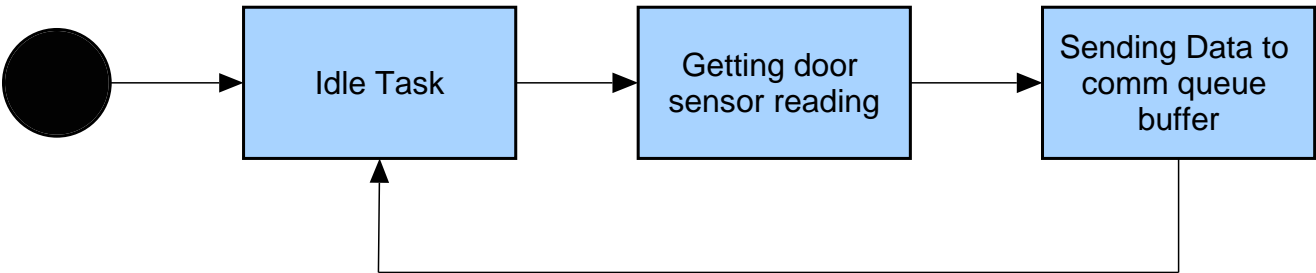 Idle Task
Getting door
sensor reading
Sending Data to
comm queue
buffer